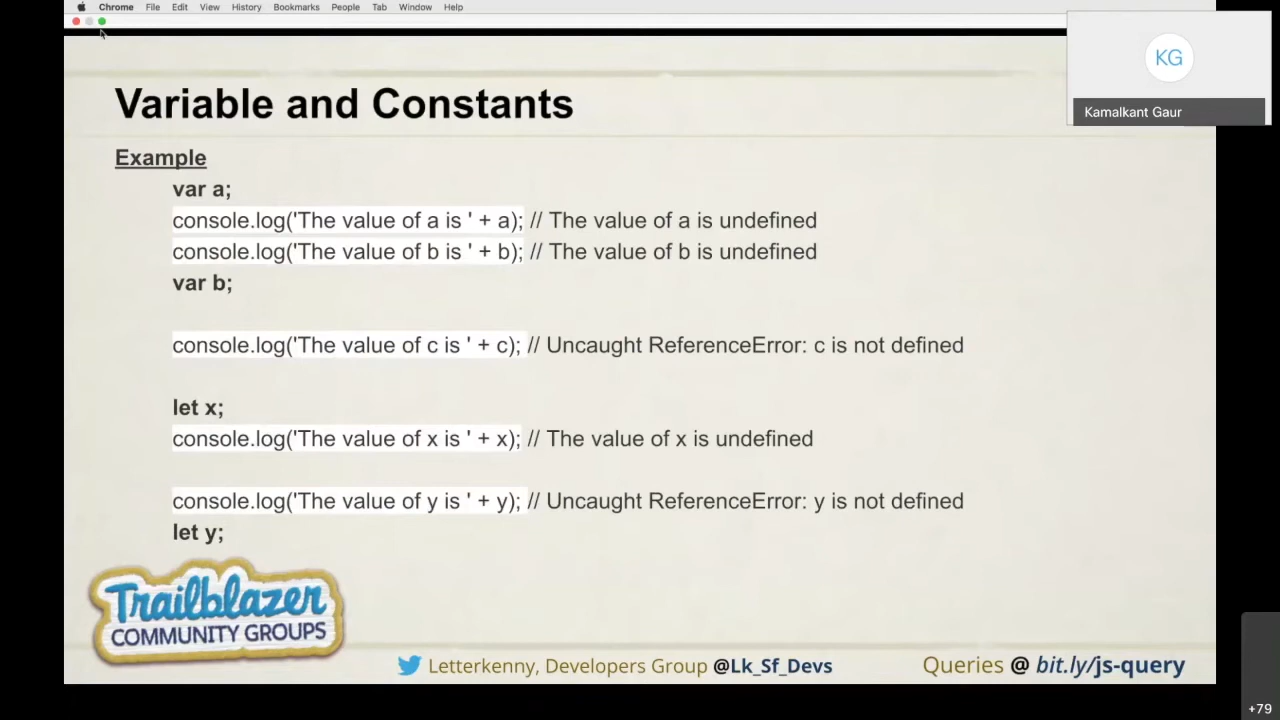 Chrome File Edit View History Bookmarks People Tab Window Help
KG
Kamalkant Gaur
Variable and Constants
Example
var a;
console.log('The value of a is ' + a); // The value of a is undefined
console.log('The value of b is ' + b); // The value of b is undefined
var b;
console.log('The value of c is ' + c); // Uncaught ReferenceError: c is not defined
let x;
console.log('The value of x is ' + x); // The value of x is undefined
console.log('The value of y is ' + y); // Uncaught ReferenceError: y is not defined
let y;
Trailblazer
COMMUNITY GROUPS
Letterkenny, Developers Group @Lk_Sf_Devs
Queries @ bit.ly/js-query
+79